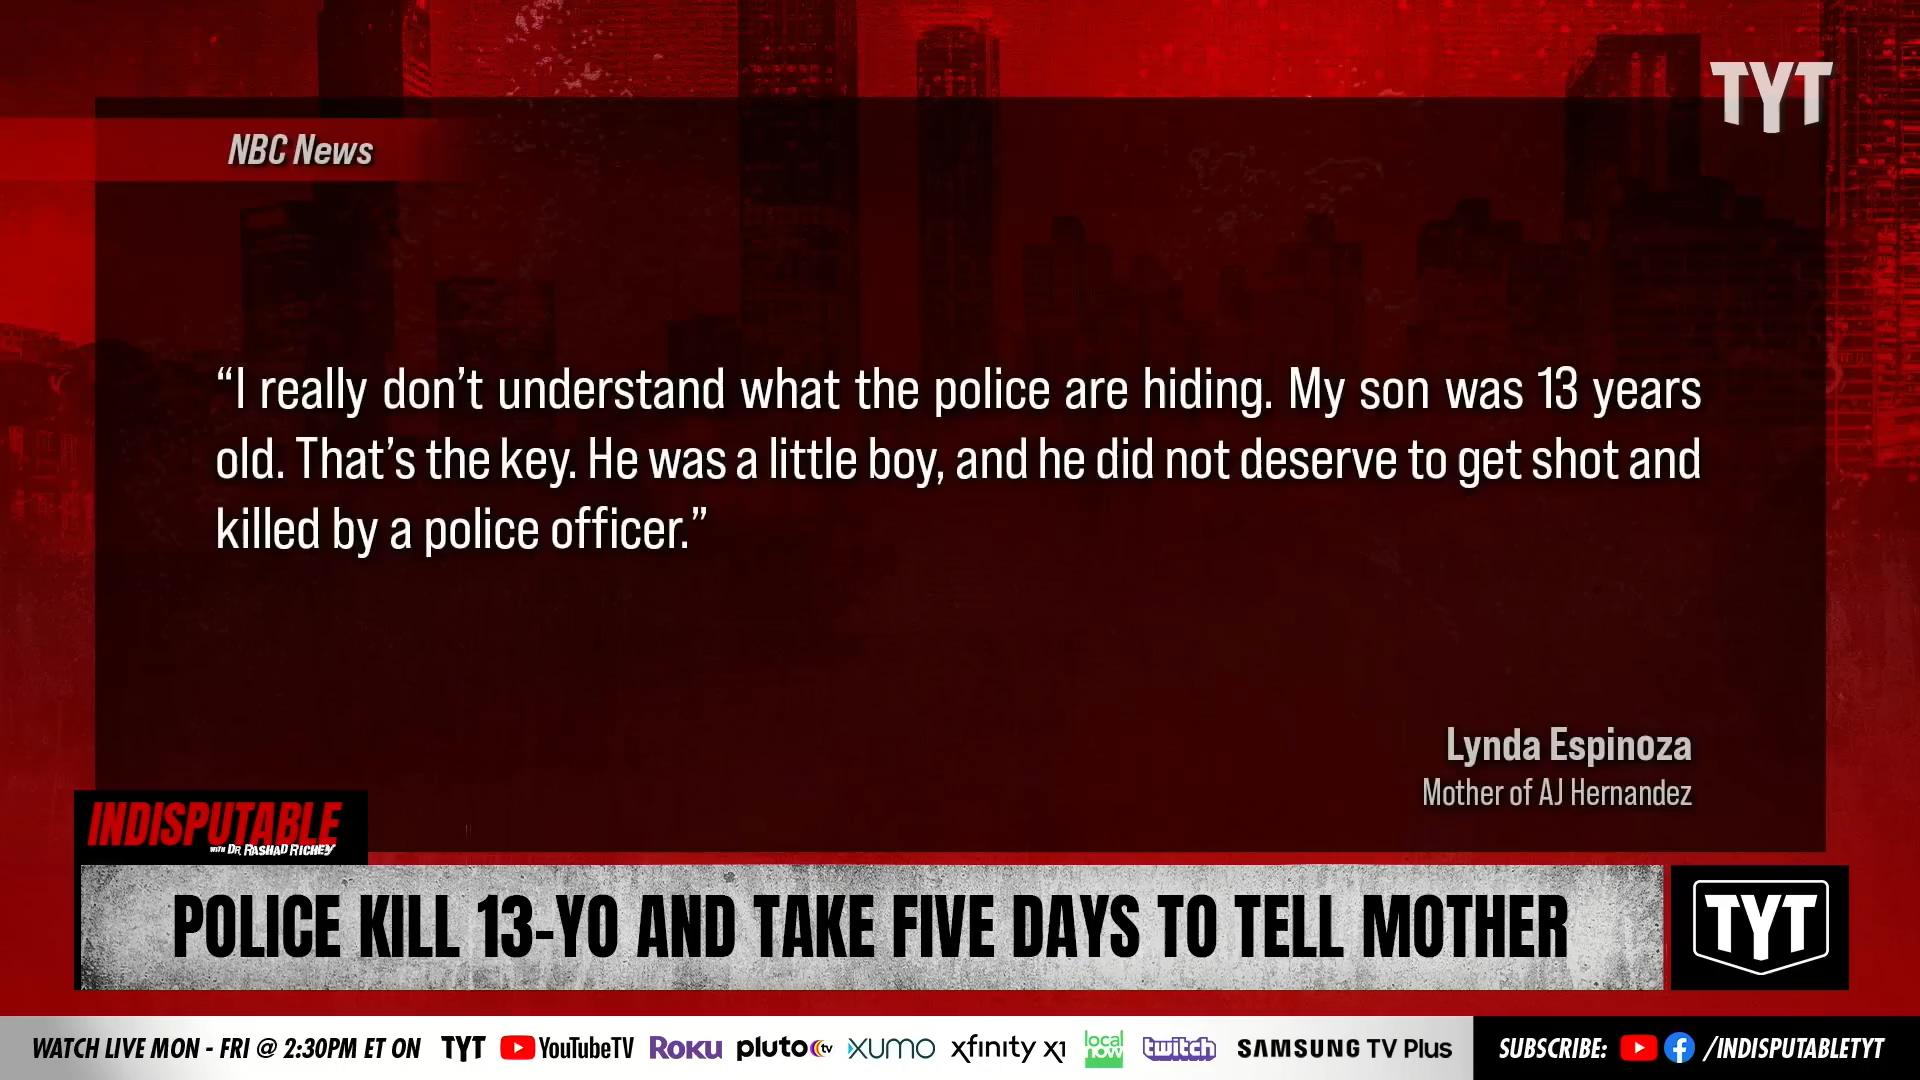 TYT
NBC News
“I really don’t understand what the police are hiding. My son was 13 years
old. That’s the key. He was a little boy, and he did not deserve to get shot and
killed by a police officer.”
Lynda Espinoza
Mother of AJ Hernandez
INDISPUTABLE
WITH DR. RASHAD RICHEY
POLICE KILL 13-YO AND TAKE FIVE DAYS TO TELL MOTHER
TYT
WATCH LIVE MON - FRI @ 2:30PM ET ON TYT YouTubeTV ROKU pluto tv XUMO xfinity X1 local now twitch SAMSUNG TV Plus SUBSCRIBE: /INDISPUTABLETYT